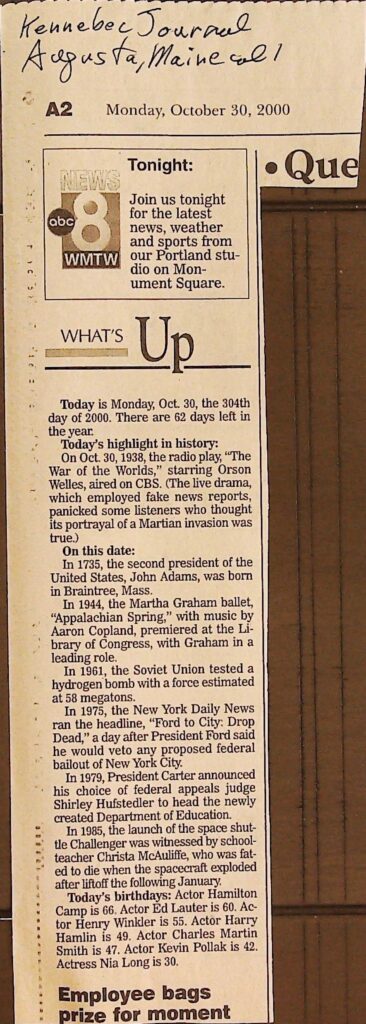 Kennebec Journal
Augusta, Maine col 1
A2 Monday, October 30, 2000
• Que
Tonight:
NEWS
abc 8
WMTW
Join us tonight
for the latest
news, weather
and sports from
our Portland stu-
dio on Mon-
ument Square.
WHAT'S Up
Today is Monday, Oct. 30, the 304th
day of 2000. There are 62 days left in
the year.
Today's highlight in history:
On Oct. 30, 1938, the radio play, "The
War of the Worlds," starring Orson
Welles, aired on CBS. (The live drama,
which employed fake news reports,
panicked some listeners who thought
its portrayal of a Martian invasion was
true.)
On this date:
In 1735, the second president of the
United States, John Adams, was born
in Braintree, Mass.
In 1944, the Martha Graham ballet,
"Appalachian Spring," with music by
Aaron Copland, premiered at the Li-
brary of Congress, with Graham in a
leading role.
In 1961, the Soviet Union tested a
hydrogen bomb with a force estimated
at 58 megatons.
In 1975, the New York Daily News
ran the headline, "Ford to City: Drop
Dead," a day after President Ford said
he would veto any proposed federal
bailout of New York City.
In 1979, President Carter announced
his choice of federal appeals judge
Shirley Hufstedler to head the newly
created Department of Education.
In 1985, the launch of the space shut-
tle Challenger was witnessed by school-
teacher Christa McAuliffe, who was fat-
ed to die when the spacecraft exploded
after liftoff the following January.
Today's birthdays: Actor Hamilton
Camp is 66. Actor Ed Lauter is 60. Ac-
tor Henry Winkler is 55. Actor Harry
Hamlin is 49. Actor Charles Martin
Smith is 47. Actor Kevin Pollak is 42.
Actress Nia Long is 30.
Employee bags
prize for moment